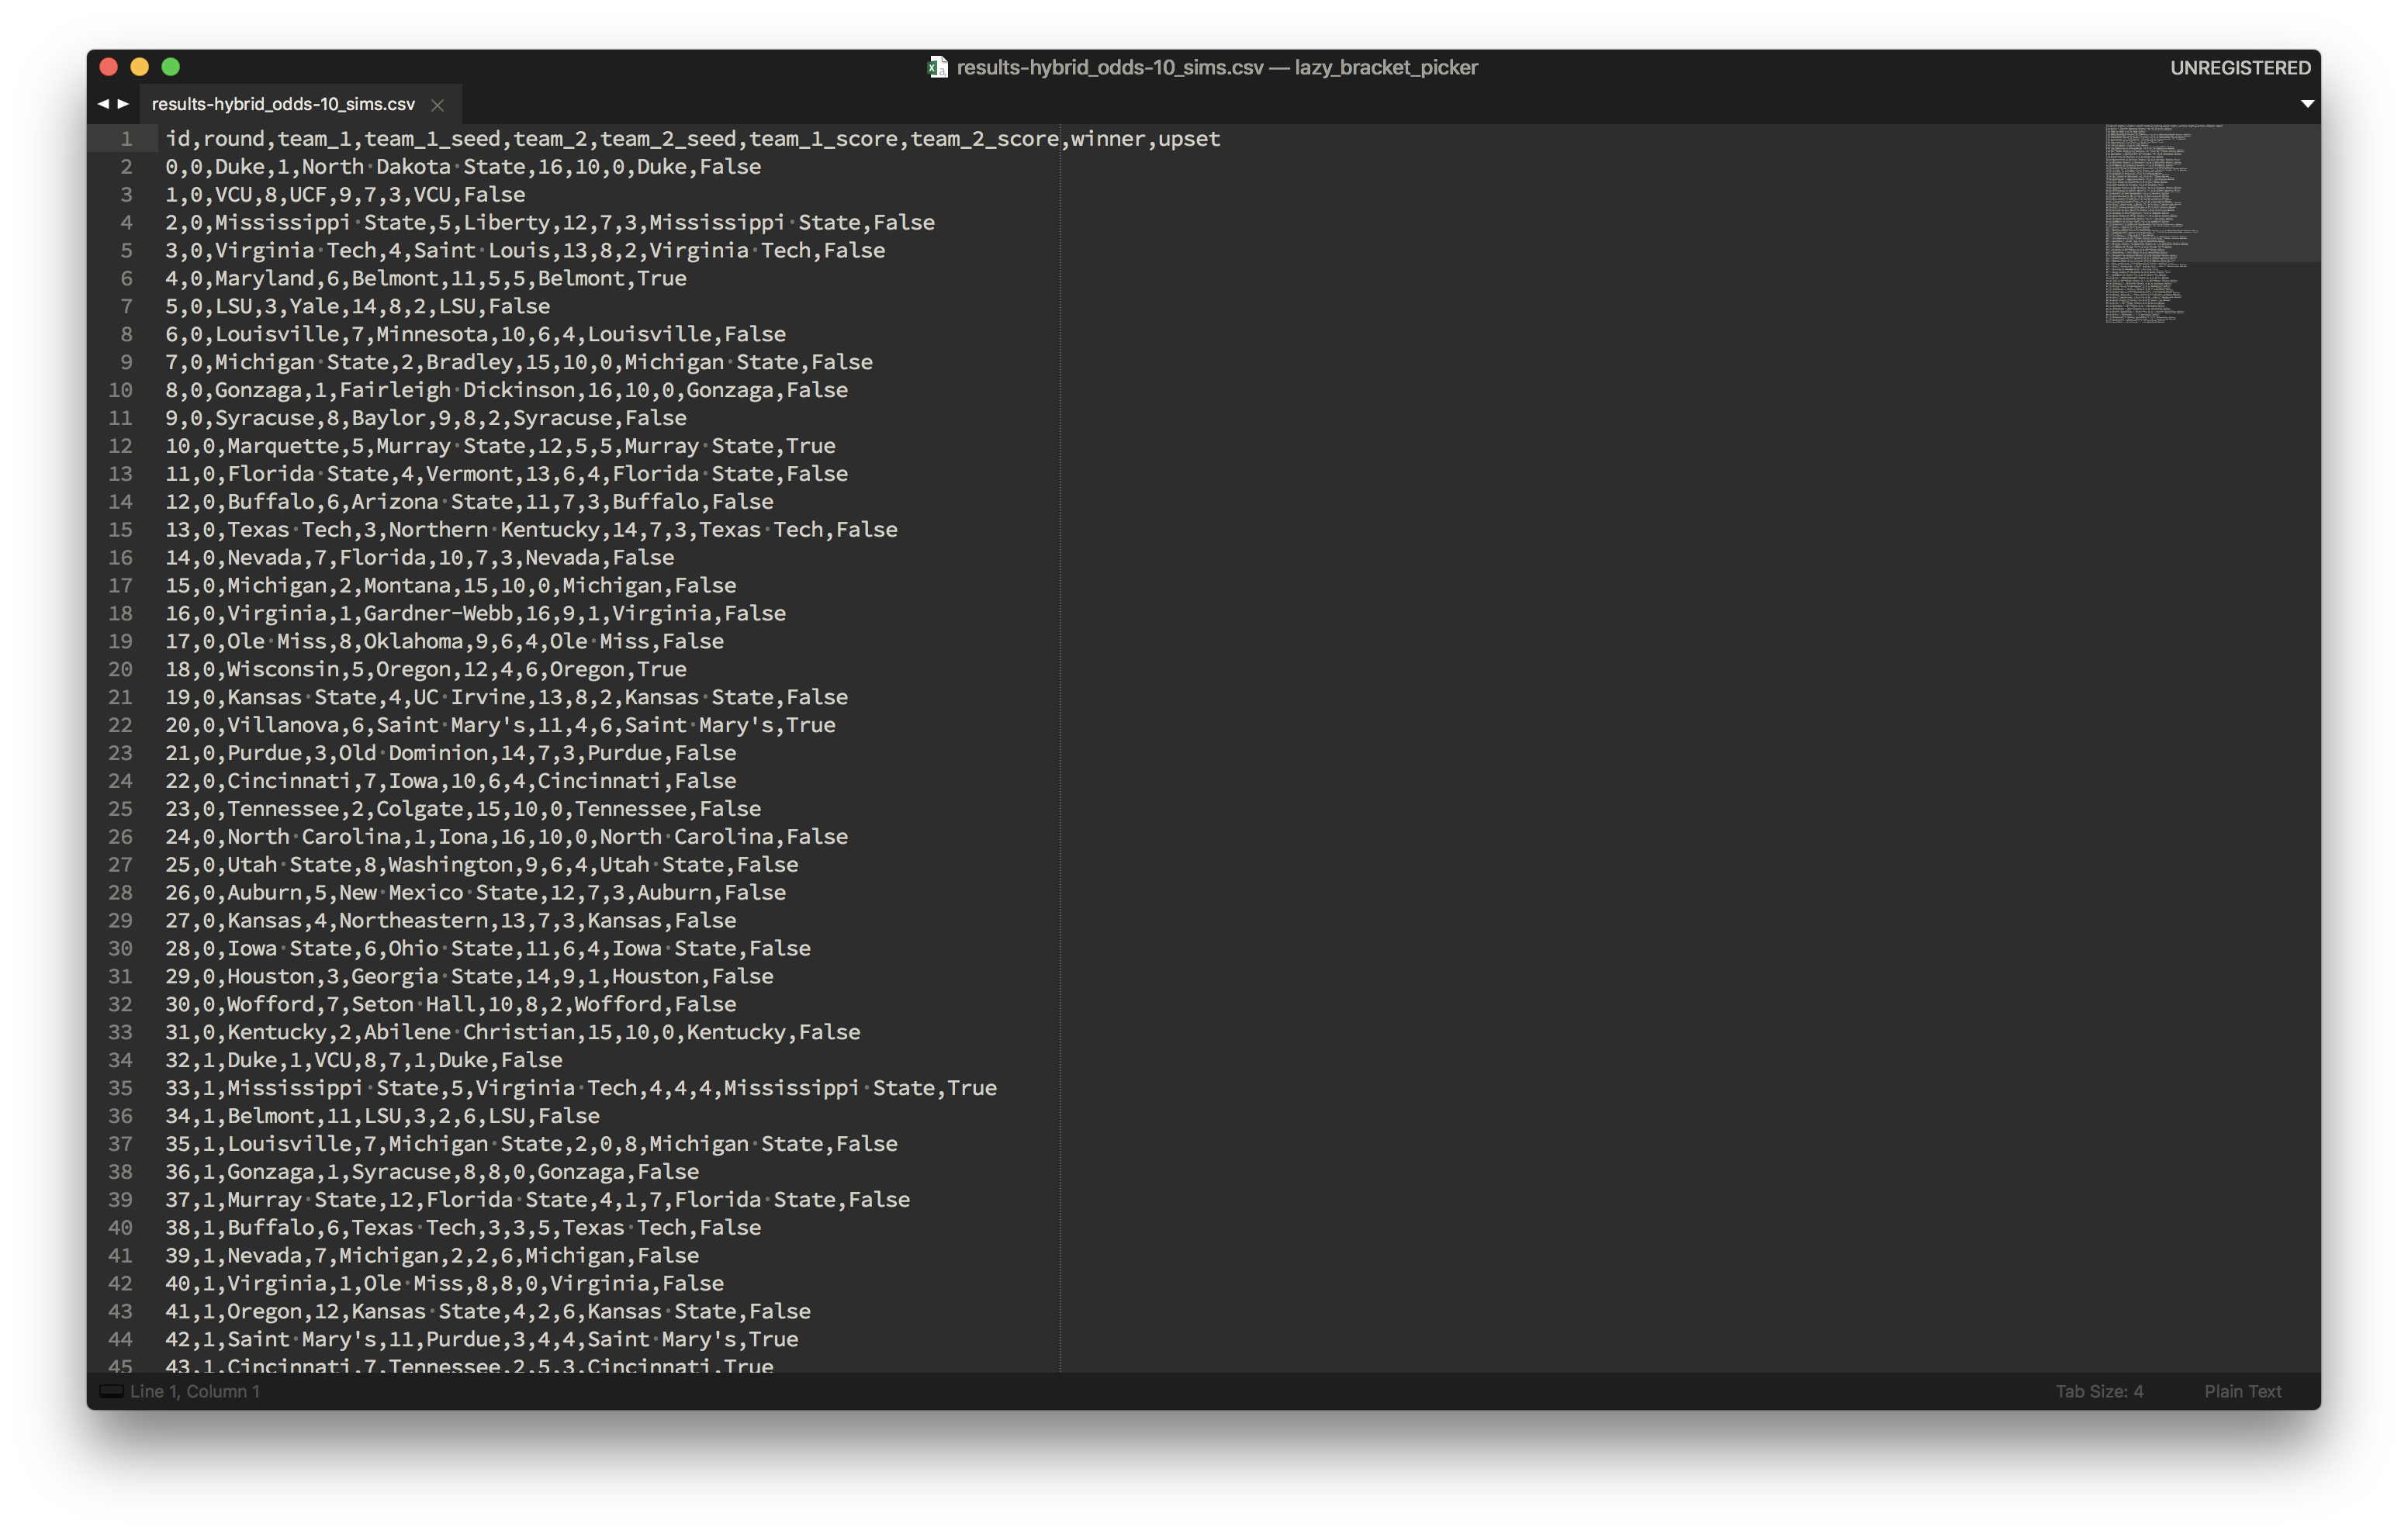 results-hybrid_odds-10_sims.csv — lazy_bracket_picker
UNREGISTERED
results-hybrid_odds-10_sims.csv
1 id,round,team_1,team_1_seed,team_2,team_2_seed,team_1_score,team_2_score,winner,upset
2 0,0,Duke,1,North Dakota State,16,10,0,Duke,False
3 1,0,VCU,8,UCF,9,7,3,VCU,False
4 2,0,Mississippi State,5,Liberty,12,7,3,Mississippi State,False
5 3,0,Virginia Tech,4,Saint Louis,13,8,2,Virginia Tech,False
6 4,0,Maryland,6,Belmont,11,5,5,Belmont,True
7 5,0,LSU,3,Yale,14,8,2,LSU,False
8 6,0,Louisville,7,Minnesota,10,6,4,Louisville,False
9 7,0,Michigan State,2,Bradley,15,10,0,Michigan State,False
10 8,0,Gonzaga,1,Fairleigh Dickinson,16,10,0,Gonzaga,False
11 9,0,Syracuse,8,Baylor,9,8,2,Syracuse,False
12 10,0,Marquette,5,Murray State,12,5,5,Murray State,True
13 11,0,Florida State,4,Vermont,13,6,4,Florida State,False
14 12,0,Buffalo,6,Arizona State,11,7,3,Buffalo,False
15 13,0,Texas Tech,3,Northern Kentucky,14,7,3,Texas Tech,False
16 14,0,Nevada,7,Florida,10,7,3,Nevada,False
17 15,0,Michigan,2,Montana,15,10,0,Michigan,False
18 16,0,Virginia,1,Gardner-Webb,16,9,1,Virginia,False
19 17,0,Ole Miss,8,Oklahoma,9,6,4,Ole Miss,False
20 18,0,Wisconsin,5,Oregon,12,4,6,Oregon,True
21 19,0,Kansas State,4,UC Irvine,13,8,2,Kansas State,False
22 20,0,Villanova,6,Saint Mary's,11,4,6,Saint Mary's,True
23 21,0,Purdue,3,Old Dominion,14,7,3,Purdue,False
24 22,0,Cincinnati,7,Iowa,10,6,4,Cincinnati,False
25 23,0,Tennessee,2,Colgate,15,10,0,Tennessee,False
26 24,0,North Carolina,1,Iona,16,10,0,North Carolina,False
27 25,0,Utah State,8,Washington,9,6,4,Utah State,False
28 26,0,Auburn,5,New Mexico State,12,7,3,Auburn,False
29 27,0,Kansas,4,Northeastern,13,7,3,Kansas,False
30 28,0,Iowa State,6,Ohio State,11,6,4,Iowa State,False
31 29,0,Houston,3,Georgia State,14,9,1,Houston,False
32 30,0,Wofford,7,Seton Hall,10,8,2,Wofford,False
33 31,0,Kentucky,2,Abilene Christian,15,10,0,Kentucky,False
34 32,1,Duke,1,VCU,8,7,1,Duke,False
35 33,1,Mississippi State,5,Virginia Tech,4,4,4,Mississippi State,True
36 34,1,Belmont,11,LSU,3,2,6,LSU,False
37 35,1,Louisville,7,Michigan State,2,0,8,Michigan State,False
38 36,1,Gonzaga,1,Syracuse,8,8,0,Gonzaga,False
39 37,1,Murray State,12,Florida State,4,1,7,Florida State,False
40 38,1,Buffalo,6,Texas Tech,3,3,5,Texas Tech,False
41 39,1,Nevada,7,Michigan,2,2,6,Michigan,False
42 40,1,Virginia,1,Ole Miss,8,8,0,Virginia,False
43 41,1,Oregon,12,Kansas State,4,2,6,Kansas State,False
44 42,1,Saint Mary's,11,Purdue,3,4,4,Saint Mary's,True
45 43,1,Cincinnati,7,Tennessee,2,5,3,Cincinnati,True
Line 1, Column 1
Tab Size: 4
Plain Text